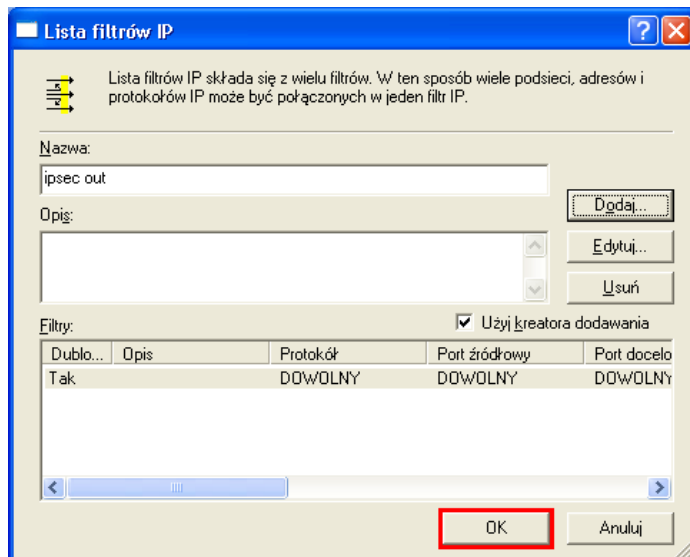 Lista filtrów IP
Lista filtrów IP składa się z wielu filtrów. W ten sposób wiele podsieci, adresów i
protokołów IP może być połączonych w jeden filtr IP.
Nazwa:
ipsec out
Dodaj...
Opis:
Edytuj...
Usuń
Filtry:
Użyj kreatora dodawania
Dublo... Opis Protokół Port źródłowy Port docelo
Tak DOWOLNY DOWOLNY DOWOLNY
OK Anuluj